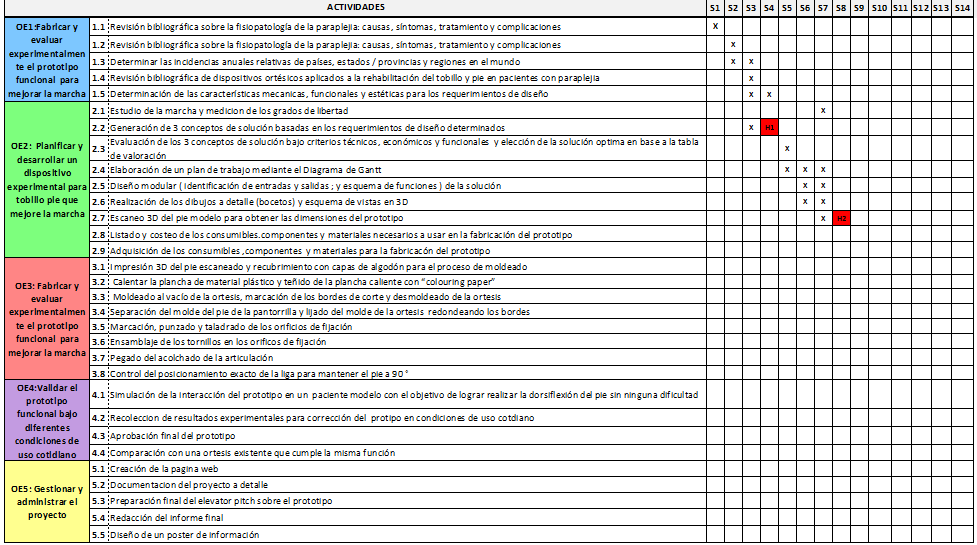 ACTIVIDADES S1 S2 S3 S4 S5 S6 S7 S8 S9 S10 S11 S12 S13 S14
OE1:Fabricar y
evaluar
experimentalmen
te el prototipo
funcional para
mejorar la marcha
1.1 Revisión bibliográfica sobre la fisiopatología de la paraplejia: causas, síntomas, tratamiento y complicaciones x
1.2 Revisión bibliográfica sobre la fisiopatología de la paraplejia: causas, síntomas, tratamiento y complicaciones x
1.3 Determinar las incidencias anuales relativas de países, estados / provincias y regiones en el mundo x x
1.4 Revisión bibliográfica de dispositivos ortésicos aplicados a la rehabilitación del tobillo y pie en pacientes con paraplejia x
1.5 Determinación de las características mecanicas, funcionales y estéticas para los requerimientos de diseño x x
OE2: Planificar y
desarrollar un
dispositivo
experimental para
tobillo pie que
mejore la marcha
2.1 Estudio de la marcha y medicion de los grados de libertad x
2.2 Generación de 3 conceptos de solución basadas en los requerimientos de diseño determinados x H1
2.3 Evaluación de los 3 conceptos de solución bajo criterios técnicos, económicos y funcionales y elección de la solución optima en base a la tabla
de valoración x
2.4 Elaboración de un plan de trabajo mediante el Diagrama de Gantt x x x
2.5 Diseño modular ( identificación de entradas y salidas ; y esquema de funciones ) de la solución x x
2.6 Realización de los dibujos a detalle (bocetos) y esquema de vistas en 3D x x
2.7 Escaneo 3D del pie modelo para obtener las dimensiones del prototipo x H2
2.8 Listado y costeo de los consumibles.componentes y materiales necesarios a usar en la fabricación del prototipo
2.9 Adquisición de los consumibles ,componentes y materiales para la fabricacón del prototipo
OE3: Fabricar y
evaluar
experimentalmen
te el prototipo
funcional para
mejorar la marcha
3.1 Impresión 3D del pie escaneado y recubrimiento con capas de algodón para el proceso de moldeado
3.2 Calentar la plancha de material plástico y teñido de la plancha caliente con "colouring paper"
3.3 Moldeado al vacío de la ortesis, marcación de los bordes de corte y desmoldeado de la ortesis
3.4 Separación del molde del pie de la pantorrilla y lijado del molde de la ortesis redondeando los bordes
3.5 Marcación, punzado y taladrado de los orificios de fijación
3.6 Ensamblaje de los tornillos en los orificos de fijación
3.7 Pegado del acolchado de la articulación
3.8 Control del posicionamiento exacto de la liga para mantener el pie a 90 °
OE4:Validar el
prototipo
funcional bajo
diferentes
condiciones de
uso cotidiano
4.1 Simulación de la interacción del prototipo en un paciente modelo con el objetivo de lograr realizar la dorsiflexión del pie sin ninguna dificultad
4.2 Recoleccion de resultados experimentales para corrección del protipo en condiciones de uso cotdiano
4.3 Aprobación final del prototipo
4.4 Comparación con una ortesis existente que cumple la misma función
OE5: Gestionar y
administrar el
proyecto
5.1 Creación de la pagina web
5.2 Documentacion del proyecto a detalle
5.3 Preparación final del elevator pitch sobre el prototipo
5.4 Redacción del informe final
5.5 Diseño de un poster de información